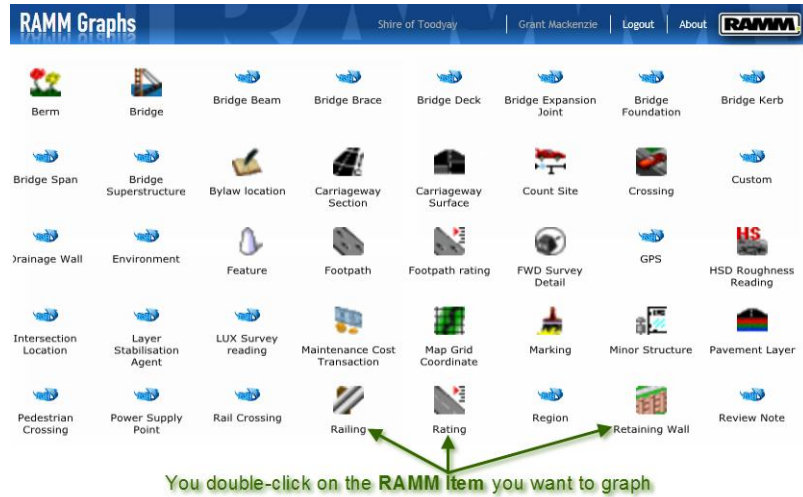 RAMM Graphs
Shire of Toodyay | Grant Mackenzie | Logout | About RAMM
Berm Bridge Bridge Beam Bridge Brace Bridge Deck Bridge Expansion Joint Bridge Foundation Bridge Kerb
Bridge Span Bridge Superstructure Bylaw location Carriageway Section Carriageway Surface Count Site Crossing Custom
Drainage Wall Environment Feature Footpath Footpath rating FWD Survey Detail GPS HS HSD Roughness Reading
Intersection Location Layer Stabilisation Agent LUX Survey reading Maintenance Cost Transaction Map Grid Coordinate Marking Minor Structure Pavement Layer
Pedestrian Crossing Power Supply Point Rail Crossing Railing Rating Region Retaining Wall Review Note
You double-click on the RAMM Item you want to graph